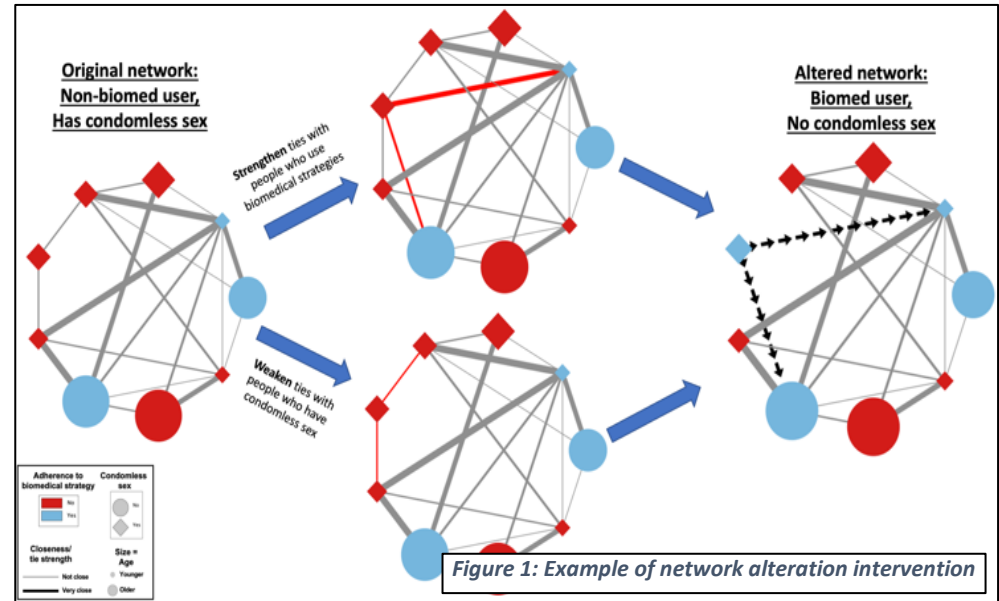 Original network:
Non-biomed user,
Has condomless sex
Strengthen ties with
people who use
biomedical strategies
Weaken ties with
people who have
condomless sex
Altered network:
Biomed user,
No condomless sex
Adherence to
biomedical strategy
No
Yes
Condomless
sex
No
Yes
Closeness/
tie strength
Not close
Very close
Size =
Age
Younger
Older
Figure 1: Example of network alteration intervention